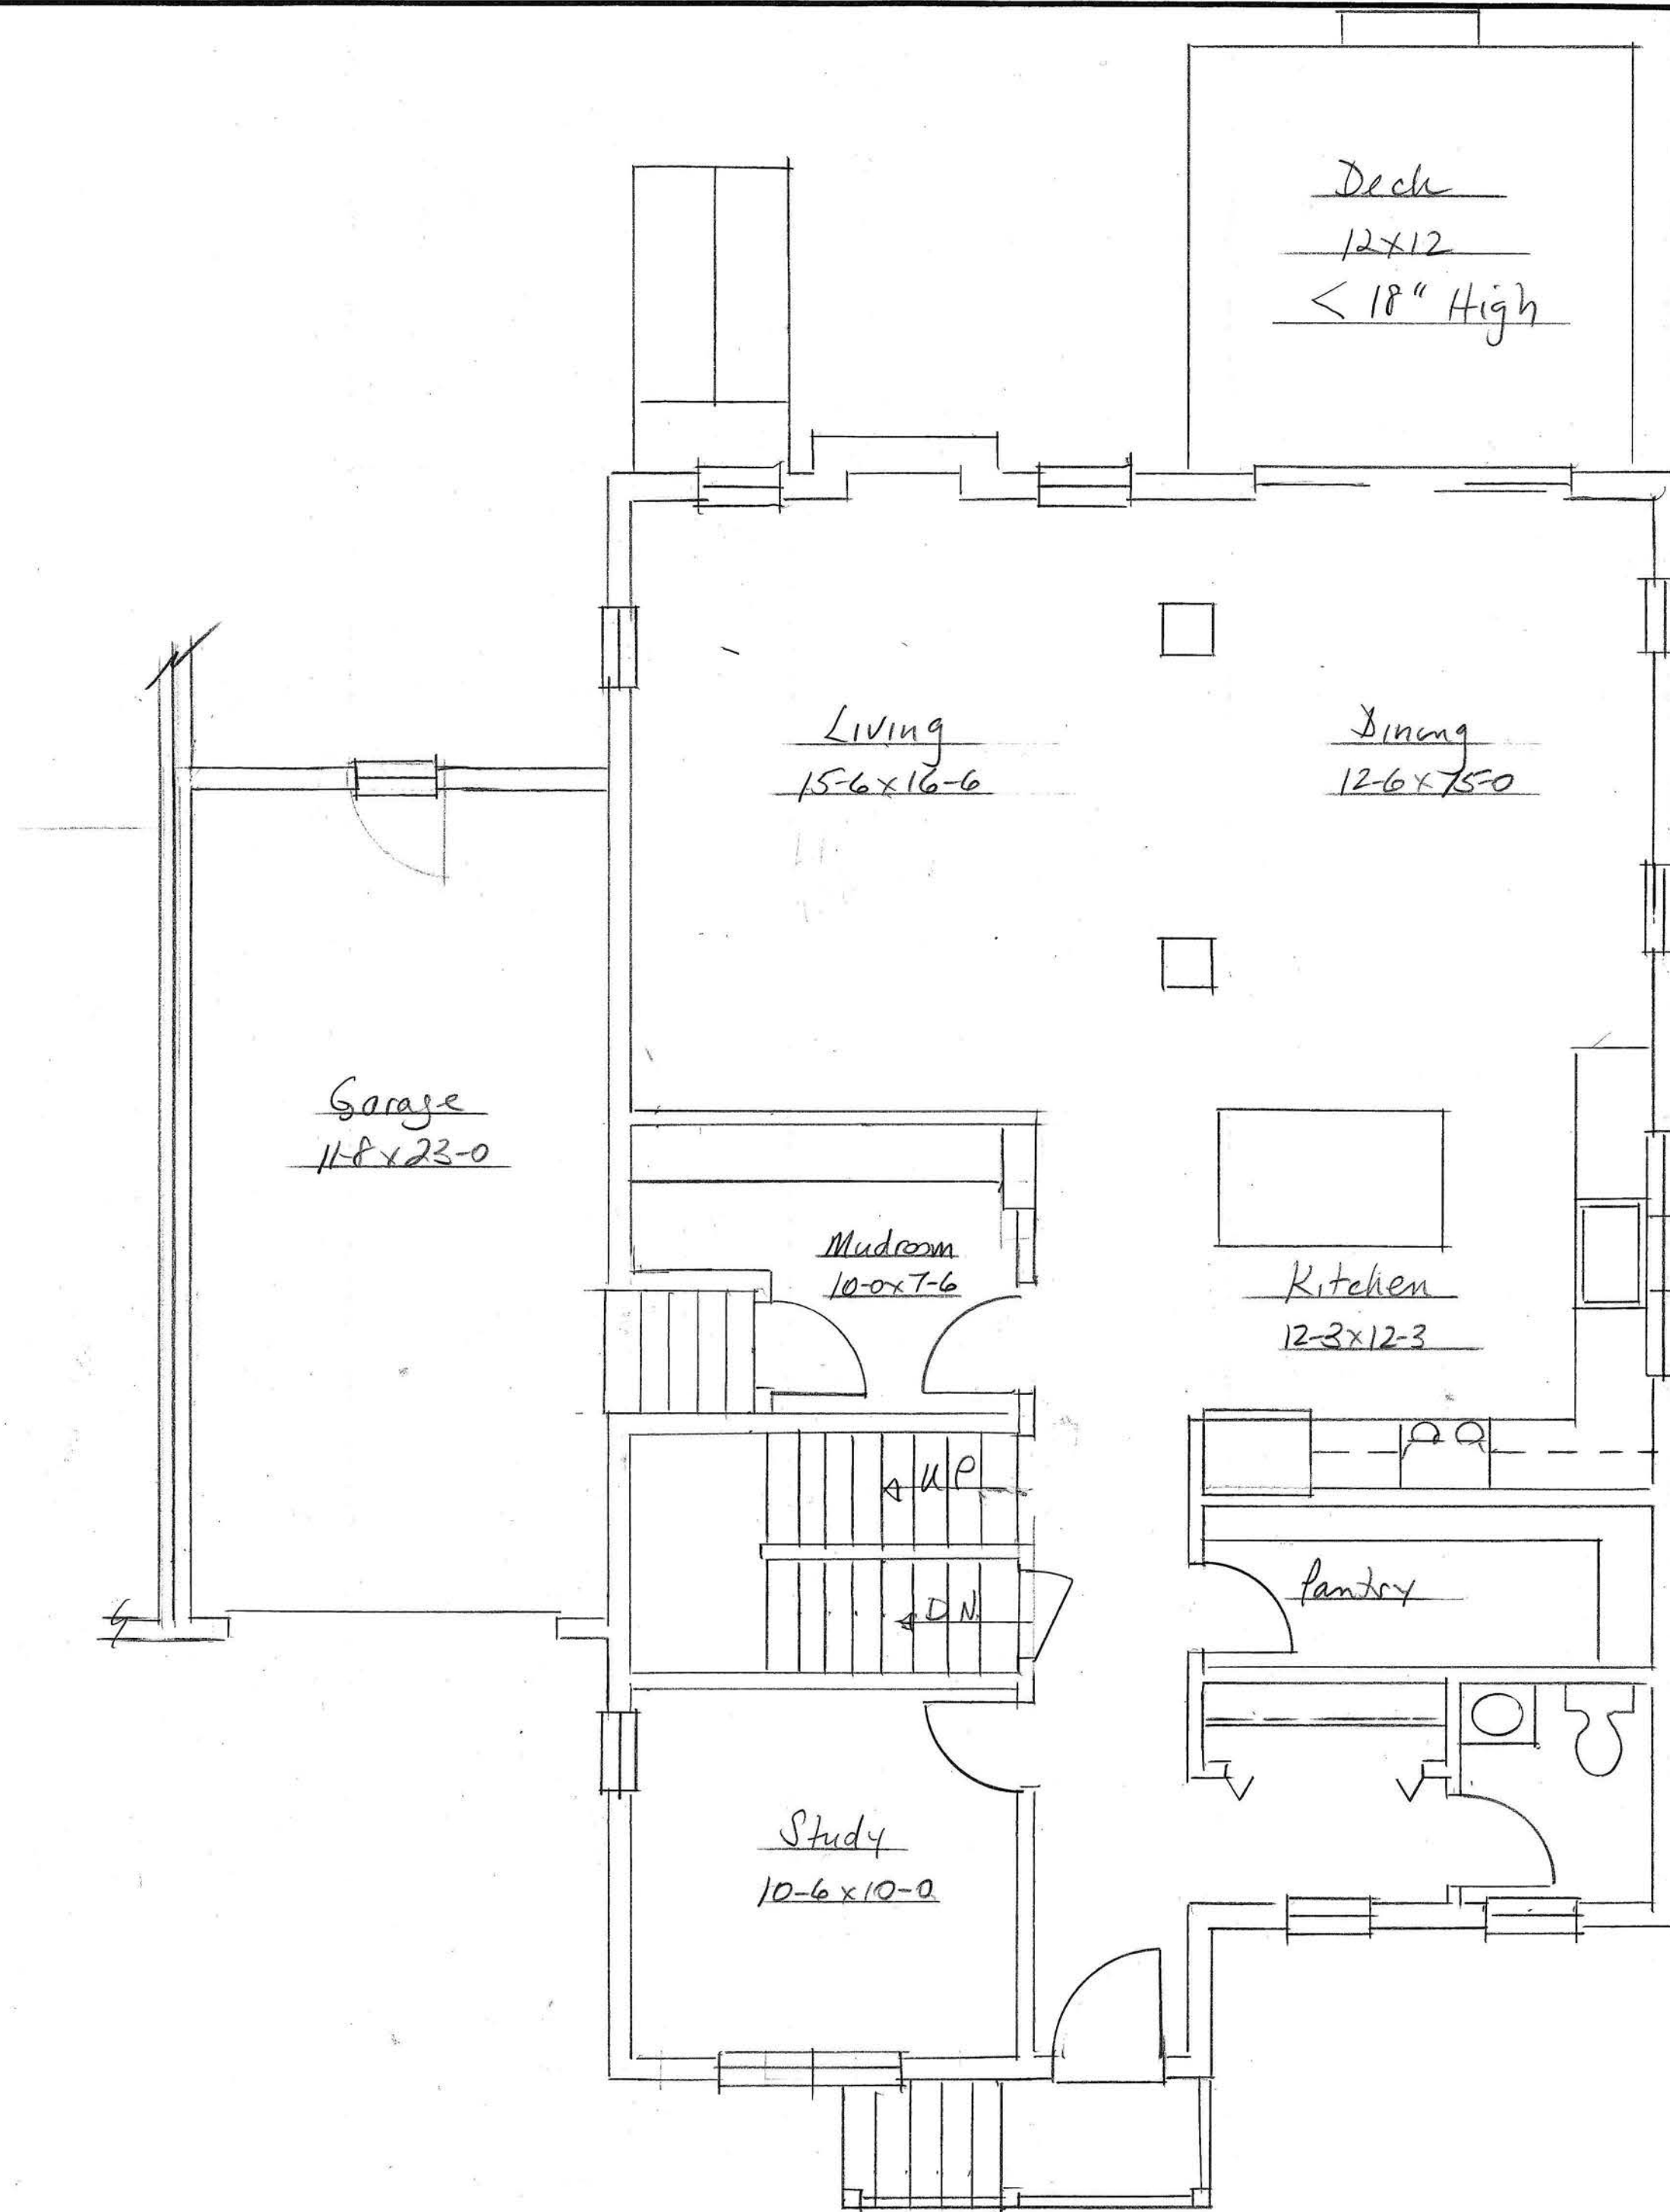 Deck
12x12
< 18" High
Living
15-6 x 16-6
Dining
12-6 x 15-0
Garage
11-8 x 23-0
Mudroom
10-0 x 7-6
Kitchen
12-3 x 12-3
UP
DN
Pantry
Study
10-6 x 10-0